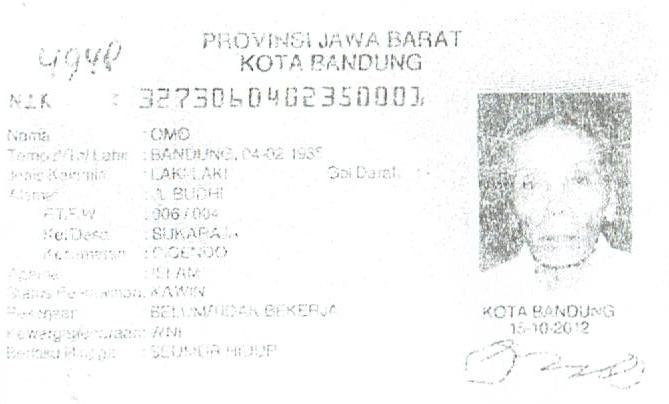 4948
PROVINSI JAWA BARAT
KOTA BANDUNG
NIK : 3273060402350001
Nama : OMO
Tempat/Tgl Lahir : BANDUNG, 04-02-1935
Jenis Kelamin : LAKI-LAKI Gol Darah :
Alamat : JL BUDHI
RT/RW : 006 / 004
Kel/Desa : SUKARAJA
Kecamatan : CICENDO
Agama : ISLAM
Status Perkawinan: KAWIN
Pekerjaan : BELUM/TIDAK BEKERJA
Kewarganegaraan: WNI
Berlaku Hingga : SEUMUR HIDUP
KOTA BANDUNG
15-10-2012